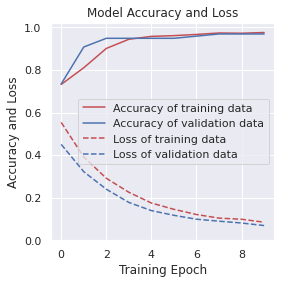 Model Accuracy and Loss
1.0
0.8
0.6
0.4
0.2
0.0
Accuracy and Loss
Accuracy of training data
Accuracy of validation data
Loss of training data
Loss of validation data
0 2 4 6 8
Training Epoch